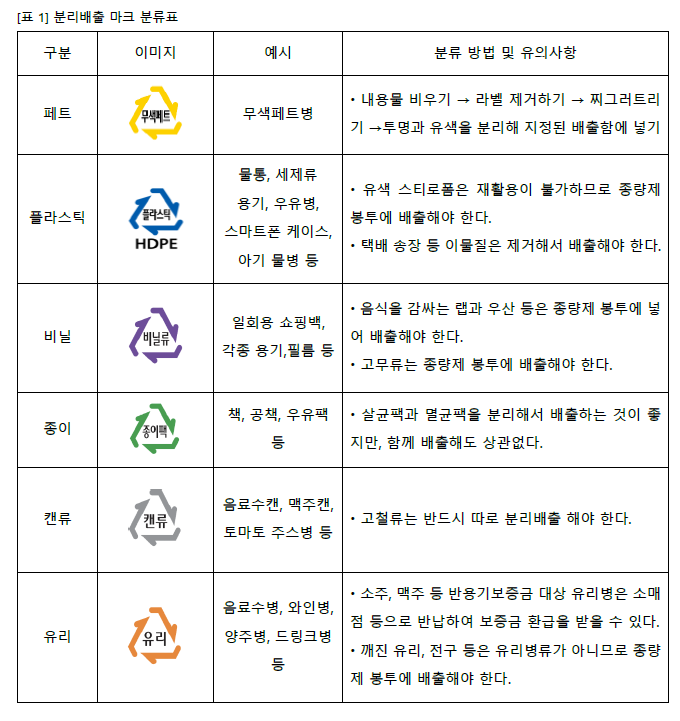 [표 1] 분리배출 마크 분류표
구분
이미지
예시
분류 방법 및 유의사항
페트
무색페트
무색페트병
• 내용물 비우기 → 라벨 제거하기 → 찌그러트리
기 →투명과 유색을 분리해 지정된 배출함에 넣기
플라스틱
플라스틱
HDPE
물통, 세제류
용기, 우유병,
스마트폰 케이스,
아기 물병 등
• 유색 스티로폼은 재활용이 불가하므로 종량제
봉투에 배출해야 한다.
• 택배 송장 등 이물질은 제거해서 배출해야 한다.
비닐
비닐류
일회용 쇼핑백,
각종 용기,필름 등
• 음식을 감싸는 랩과 우산 등은 종량제 봉투에 넣
어 배출해야 한다.
• 고무류는 종량제 봉투에 배출해야 한다.
종이
종이팩
책, 공책, 우유팩
등
• 살균팩과 멸균팩을 분리해서 배출하는 것이 좋
지만, 함께 배출해도 상관없다.
캔류
캔류
음료수캔, 맥주캔,
토마토 주스병 등
• 고철류는 반드시 따로 분리배출 해야 한다.
유리
유리
음료수병, 와인병,
양주병, 드링크병
등
• 소주, 맥주 등 반용기보증금 대상 유리병은 소매
점 등으로 반납하여 보증금 환급을 받을 수 있다.
• 깨진 유리, 전구 등은 유리병류가 아니므로 종량
제 봉투에 배출해야 한다.